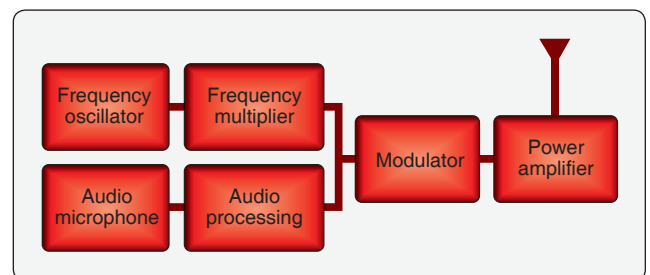 Frequency
oscillator
Frequency
multiplier
Audio
microphone
Audio
processing
Modulator
Power
amplifier